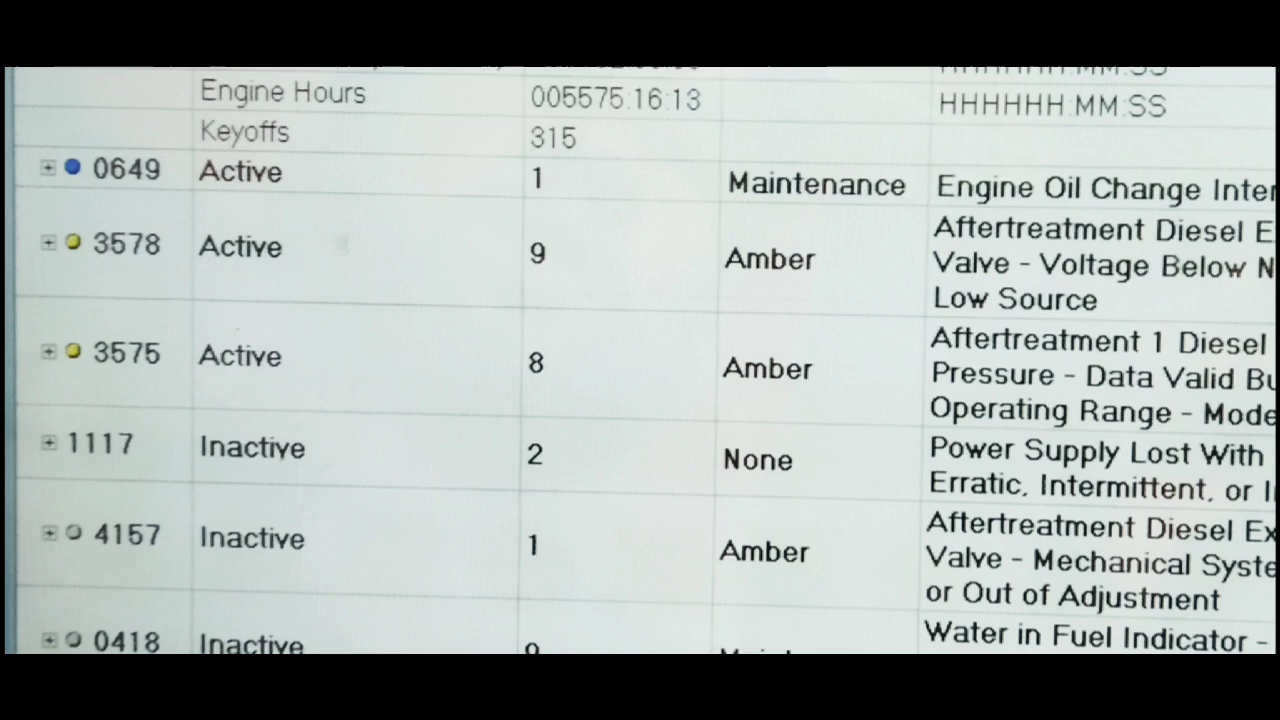 Engine Hours 005575:16:13 HHHHHH:MM:SS
Keyoffs 315
0649 Active 1 Maintenance Engine Oil Change Inter
3578 Active 9 Amber Aftertreatment Diesel E
Valve - Voltage Below N
Low Source
3575 Active 8 Amber Aftertreatment 1 Diesel
Pressure - Data Valid Bu
Operating Range - Mode
1117 Inactive 2 None Power Supply Lost With
Erratic, Intermittent, or I
4157 Inactive 1 Amber Aftertreatment Diesel Ex
Valve - Mechanical Syste
or Out of Adjustment
0418 Inactive Water in Fuel Indicator -